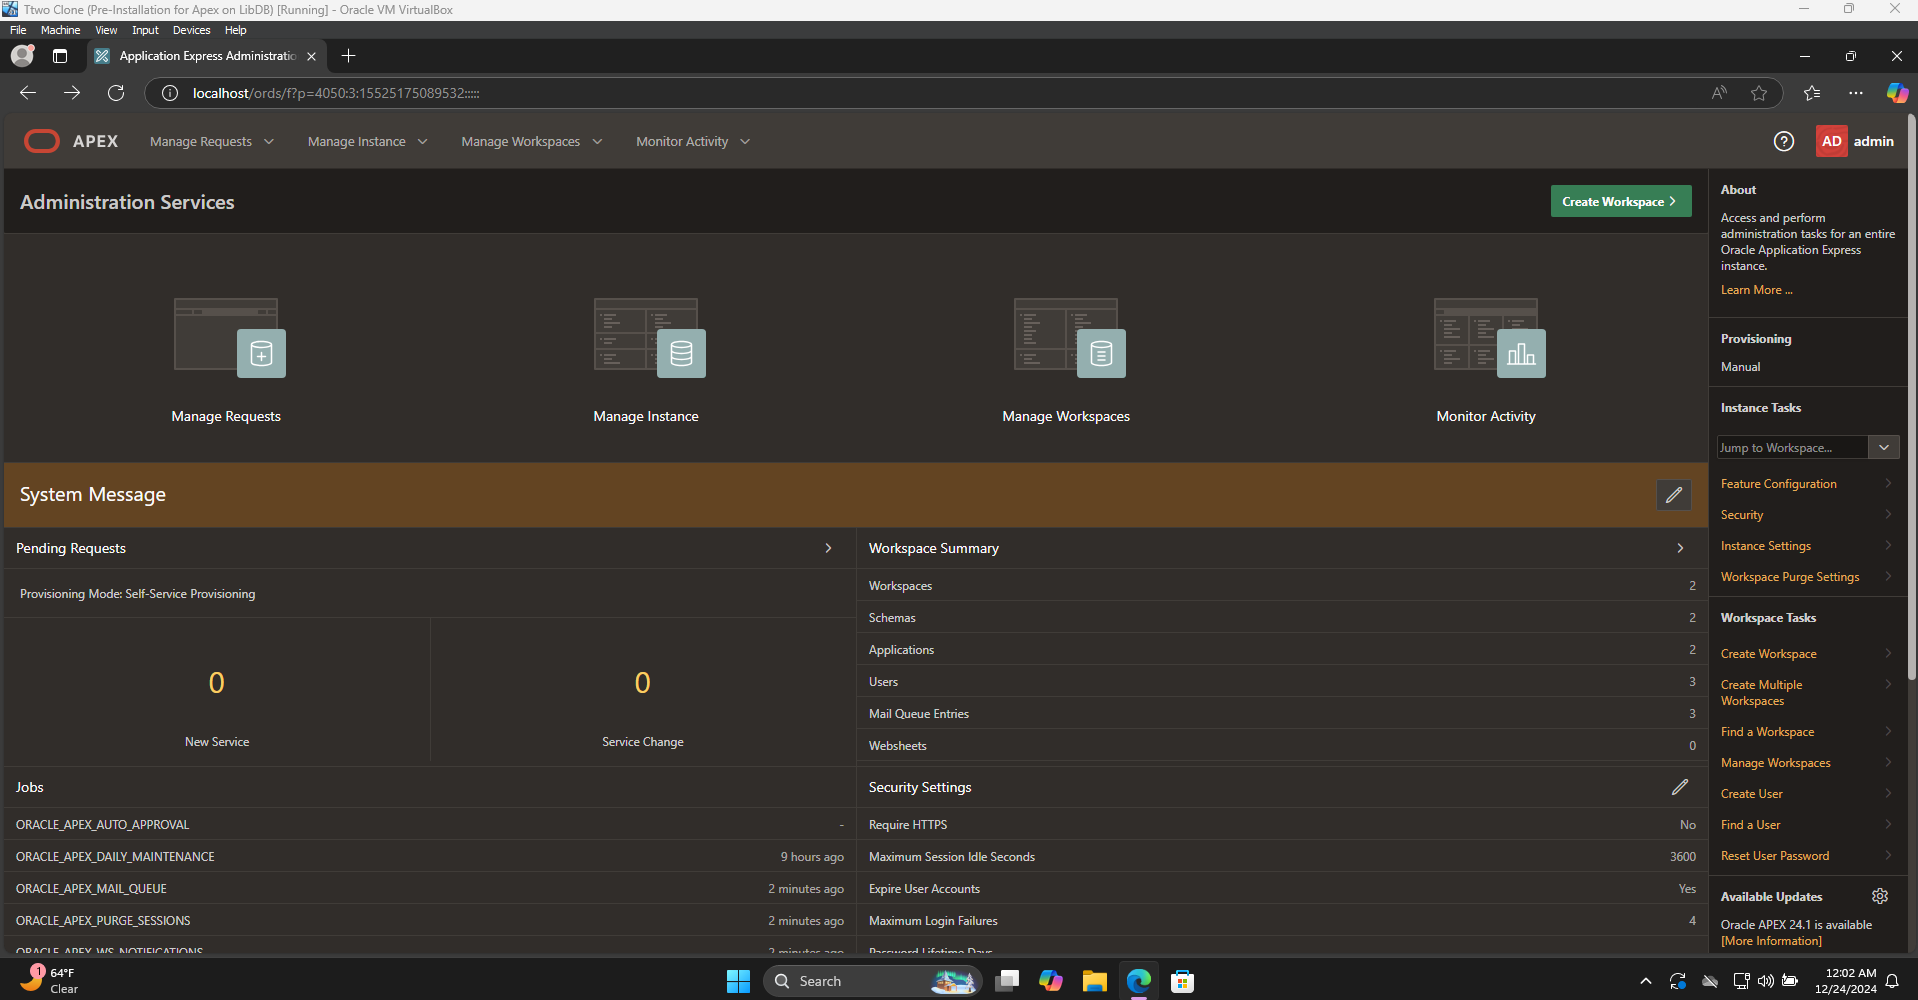 Ttwo Clone (Pre-Installation for Apex on LibDB) [Running] - Oracle VM VirtualBox
File Machine View Input Devices Help
Application Express Administratio
localhost/ords/f?p=4050:3:15525175089532:::::
APEX Manage Requests Manage Instance Manage Workspaces Monitor Activity
? AD admin
Administration Services
Create Workspace
Manage Requests
Manage Instance
Manage Workspaces
Monitor Activity
System Message
Pending Requests
Provisioning Mode: Self-Service Provisioning
0
New Service
0
Service Change
Workspace Summary
Workspaces 2
Schemas 2
Applications 2
Users 3
Mail Queue Entries 3
Websheets 0
Jobs
ORACLE_APEX_AUTO_APPROVAL -
ORACLE_APEX_DAILY_MAINTENANCE 9 hours ago
ORACLE_APEX_MAIL_QUEUE 2 minutes ago
ORACLE_APEX_PURGE_SESSIONS 2 minutes ago
ORACLE_APEX_WS_NOTIFICATIONS 2 minutes ago
Security Settings
Require HTTPS No
Maximum Session Idle Seconds 3600
Expire User Accounts Yes
Maximum Login Failures 4
Password Lifetime Days
About
Access and perform
administration tasks for an entire
Oracle Application Express
instance.
Learn More ...
Provisioning
Manual
Instance Tasks
Jump to Workspace...
Feature Configuration
Security
Instance Settings
Workspace Purge Settings
Workspace Tasks
Create Workspace
Create Multiple
Workspaces
Find a Workspace
Manage Workspaces
Create User
Find a User
Reset User Password
Available Updates
Oracle APEX 24.1 is available
[More Information]
1
64°F
Clear
Search
12:02 AM
12/24/2024